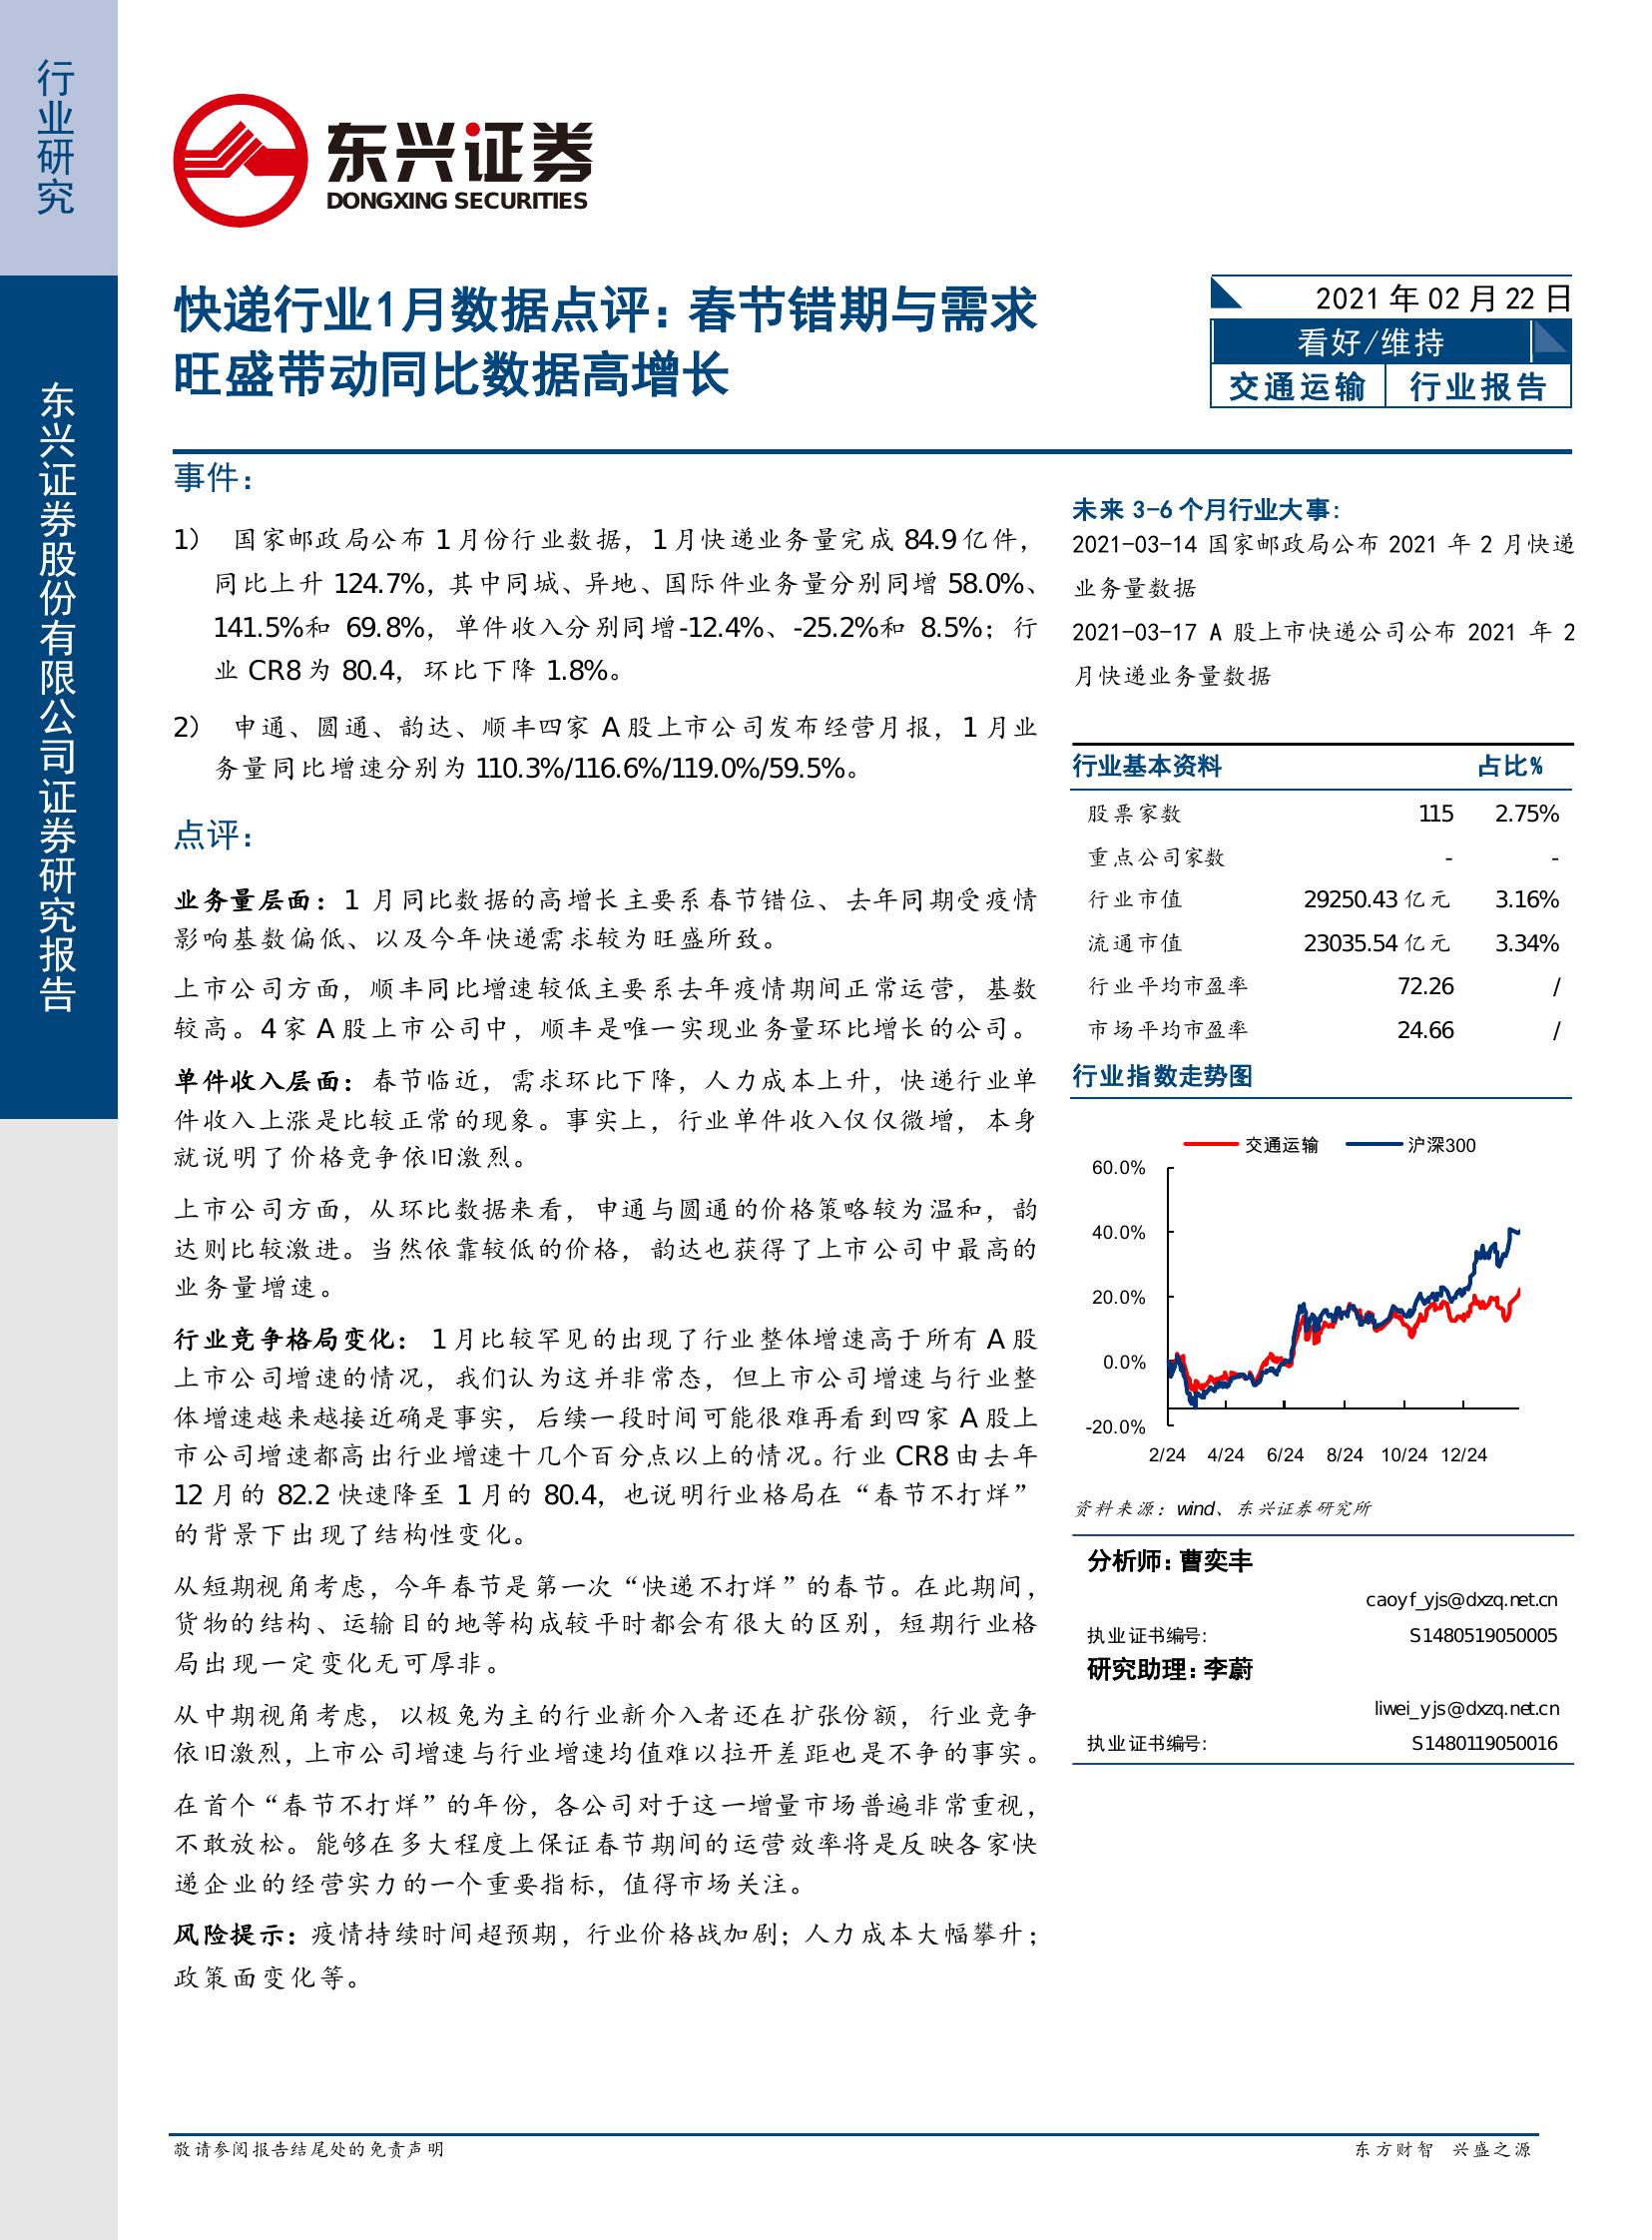 行业研究
东兴证券股份有限公司证券研究报告
东兴证券
DONGXING SECURITIES
快递行业1月数据点评：春节错期与需求
旺盛带动同比数据高增长
2021 年 02 月 22 日
看好/维持
交通运输 行业报告
事件：
1） 国家邮政局公布 1 月份行业数据，1 月快递业务量完成 84.9 亿件，
同比上升 124.7%，其中同城、异地、国际件业务量分别同增 58.0%、
141.5%和 69.8%，单件收入分别同增-12.4%、-25.2%和 8.5%；行
业 CR8 为 80.4，环比下降 1.8%。
2） 申通、圆通、韵达、顺丰四家 A 股上市公司发布经营月报，1 月业
务量同比增速分别为 110.3%/116.6%/119.0%/59.5%。
点评：
业务量层面：1 月同比数据的高增长主要系春节错位、去年同期受疫情
影响基数偏低、以及今年快递需求较为旺盛所致。
上市公司方面，顺丰同比增速较低主要系去年疫情期间正常运营，基数
较高。4 家 A 股上市公司中，顺丰是唯一实现业务量环比增长的公司。
单件收入层面：春节临近，需求环比下降，人力成本上升，快递行业单
件收入上涨是比较正常的现象。事实上，行业单件收入仅仅微增，本身
就说明了价格竞争依旧激烈。
上市公司方面，从环比数据来看，申通与圆通的价格策略较为温和，韵
达则比较激进。当然依靠较低的价格，韵达也获得了上市公司中最高的
业务量增速。
行业竞争格局变化： 1 月比较罕见的出现了行业整体增速高于所有 A 股
上市公司增速的情况，我们认为这并非常态，但上市公司增速与行业整
体增速越来越接近确是事实，后续一段时间可能很难再看到四家 A 股上
市公司增速都高出行业增速十几个百分点以上的情况。行业 CR8 由去年
12 月的 82.2 快速降至 1 月的 80.4，也说明行业格局在“春节不打烊”
的背景下出现了结构性变化。
从短期视角考虑，今年春节是第一次“快递不打烊”的春节。在此期间，
货物的结构、运输目的地等构成较平时都会有很大的区别，短期行业格
局出现一定变化无可厚非。
从中期视角考虑，以极兔为主的行业新介入者还在扩张份额，行业竞争
依旧激烈，上市公司增速与行业增速均值难以拉开差距也是不争的事实。
在首个“春节不打烊”的年份，各公司对于这一增量市场普遍非常重视，
不敢放松。能够在多大程度上保证春节期间的运营效率将是反映各家快
递企业的经营实力的一个重要指标，值得市场关注。
风险提示：疫情持续时间超预期，行业价格战加剧；人力成本大幅攀升；
政策面变化等。
未来 3-6 个月行业大事:
2021-03-14 国家邮政局公布 2021 年 2 月快递
业务量数据
2021-03-17 A 股上市快递公司公布 2021 年 2
月快递业务量数据
行业基本资料 占比%
股票家数 115 2.75%
重点公司家数 - -
行业市值 29250.43 亿元 3.16%
流通市值 23035.54 亿元 3.34%
行业平均市盈率 72.26 /
市场平均市盈率 24.66 /
行业指数走势图
交通运输 沪深300
60.0%
40.0%
20.0%
0.0%
-20.0%
2/24 4/24 6/24 8/24 10/24 12/24
资料来源：wind、东兴证券研究所
分析师：曹奕丰
caoyf_yjs@dxzq.net.cn
执业证书编号: S1480519050005
研究助理：李蔚
liwei_yjs@dxzq.net.cn
执业证书编号: S1480119050016
敬请参阅报告结尾处的免责声明 东方财智 兴盛之源